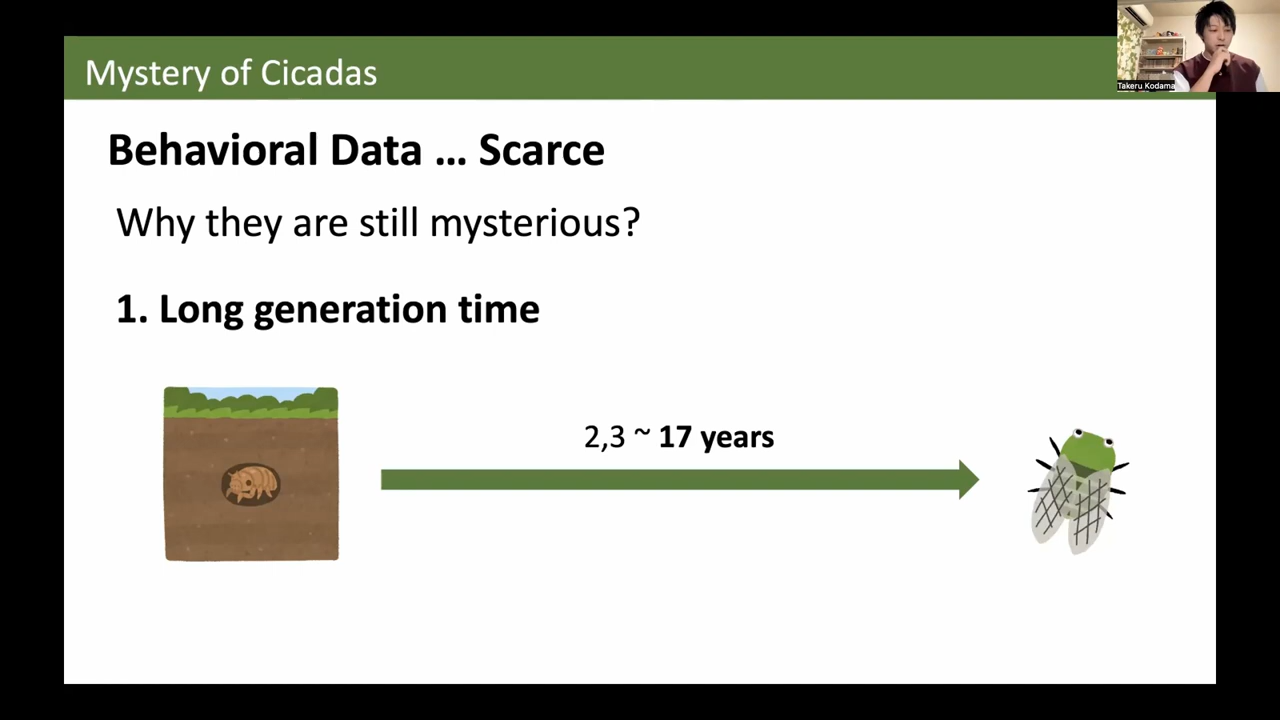 Mystery of Cicadas
Takeru Kodama
Behavioral Data ... Scarce
Why they are still mysterious?
1. Long generation time
2,3 ~ 17 years